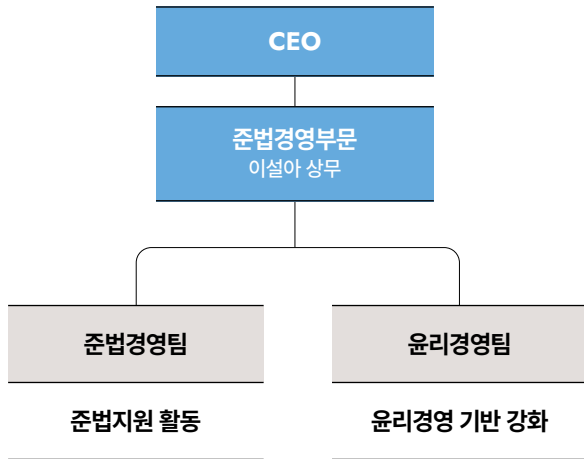 CEO
준법경영부문
이설아 상무
준법경영팀
윤리경영팀
준법지원 활동
윤리경영 기반 강화